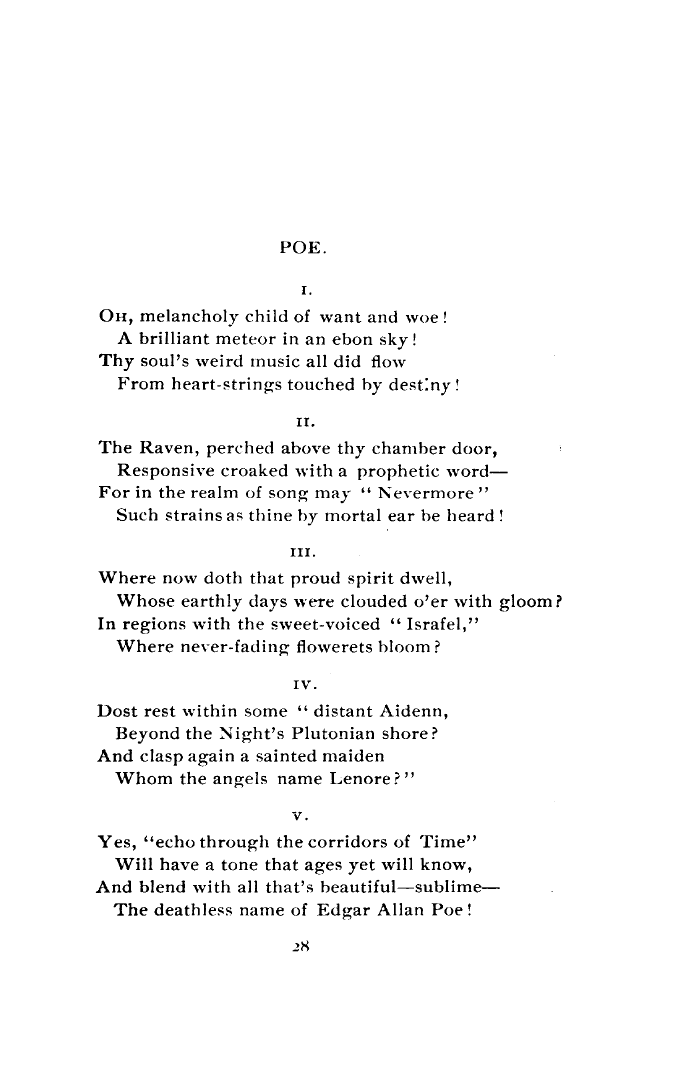 POE.
I.
OH, melancholy child of want and woe!
A brilliant meteor in an ebon sky!
Thy soul's weird music all did flow
From heart-strings touched by destiny!
II.
The Raven, perched above thy chamber door,
Responsive croaked with a prophetic word—
For in the realm of song may "Nevermore"
Such strains as thine by mortal ear be heard!
III.
Where now doth that proud spirit dwell,
Whose earthly days were clouded o'er with gloom?
In regions with the sweet-voiced "Israfel,"
Where never-fading flowerets bloom?
IV.
Dost rest within some "distant Aidenn,
Beyond the Night's Plutonian shore?
And clasp again a sainted maiden
Whom the angels name Lenore?"
V.
Yes, "echo through the corridors of Time"
Will have a tone that ages yet will know,
And blend with all that's beautiful—sublime—
The deathless name of Edgar Allan Poe!
28